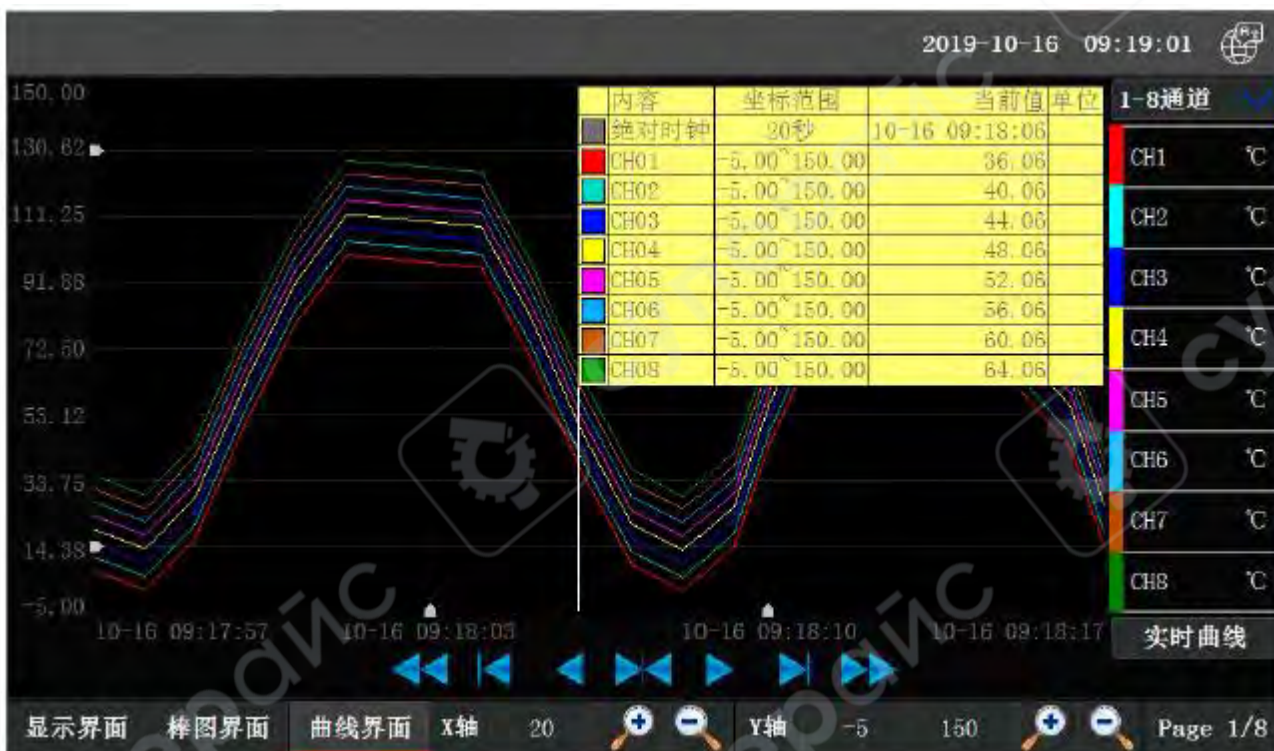 2019-10-16 09:19:01
150.00
130.62
111.25
91.88
72.50
53.12
33.75
14.38
-5.00
内容 坐标范围 当前值 单位
绝对时钟 20秒 10-16 09:18:06
CH01 -5.00~150.00 36.06
CH02 -5.00~150.00 40.06
CH03 -5.00~150.00 44.06
CH04 -5.00~150.00 48.06
CH05 -5.00~150.00 52.06
CH06 -5.00~150.00 56.06
CH07 -5.00~150.00 60.06
CH08 -5.00~150.00 64.06
1-8通道
CH1 ℃
CH2 ℃
CH3 ℃
CH4 ℃
CH5 ℃
CH6 ℃
CH7 ℃
CH8 ℃
10-16 09:17:57 10-16 09:18:03 10-16 09:18:10 10-16 09:18:17
实时曲线
显示界面 棒图界面 曲线界面 X轴 20 Y轴 -5 150 Page 1/8